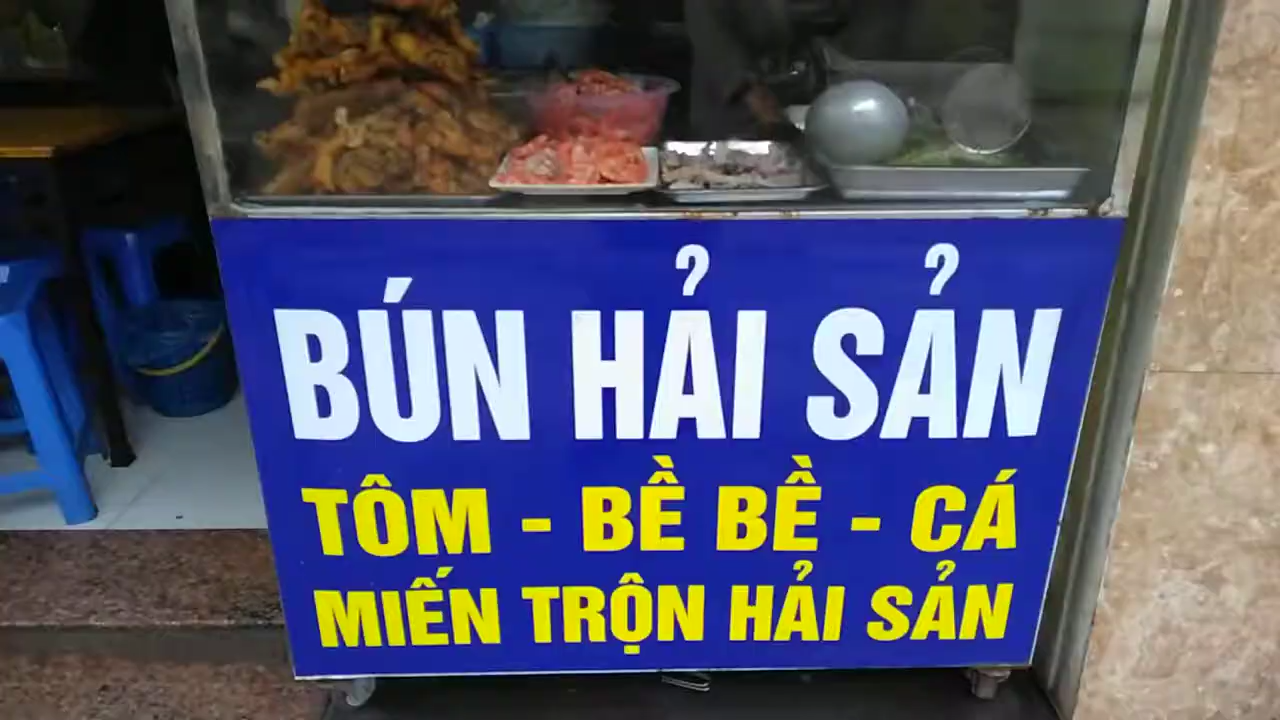 BÚN HẢI SẢN
TÔM - BỀ BỀ - CÁ
MIẾN TRỘN HẢI SẢN